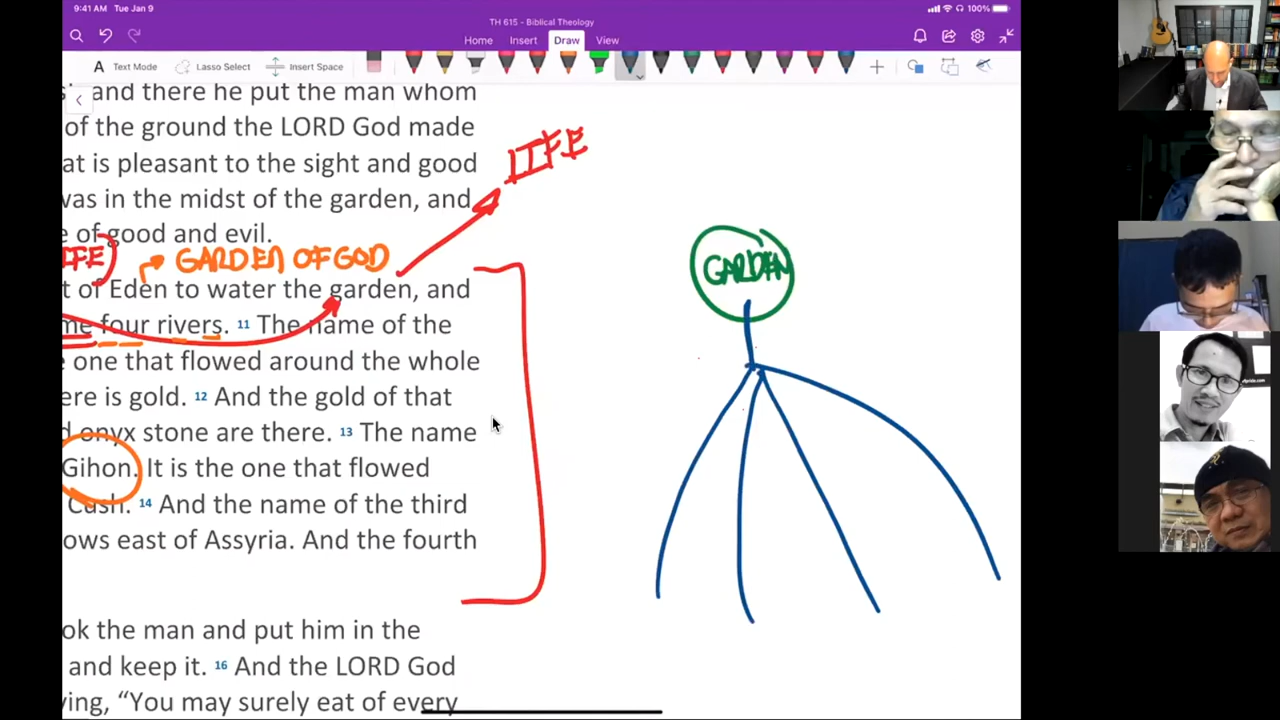 9:41 AM Tue Jan 9
100%
TH 615 - Biblical Theology
Home Insert Draw View
Text Mode Lasso Select Insert Space
and there he put the man whom
of the ground the LORD God made
at is pleasant to the sight and good
was in the midst of the garden, and
e of good and evil.
LIFE
IFE) GARDEN OF GOD
t of Eden to water the garden, and
me four rivers. 11 The name of the
one that flowed around the whole
ere is gold. 12 And the gold of that
d onyx stone are there. 13 The name
Gihon. It is the one that flowed
Cush. 14 And the name of the third
ows east of Assyria. And the fourth
ok the man and put him in the
and keep it. 16 And the LORD God
ying, “You may surely eat of every
GARDEN